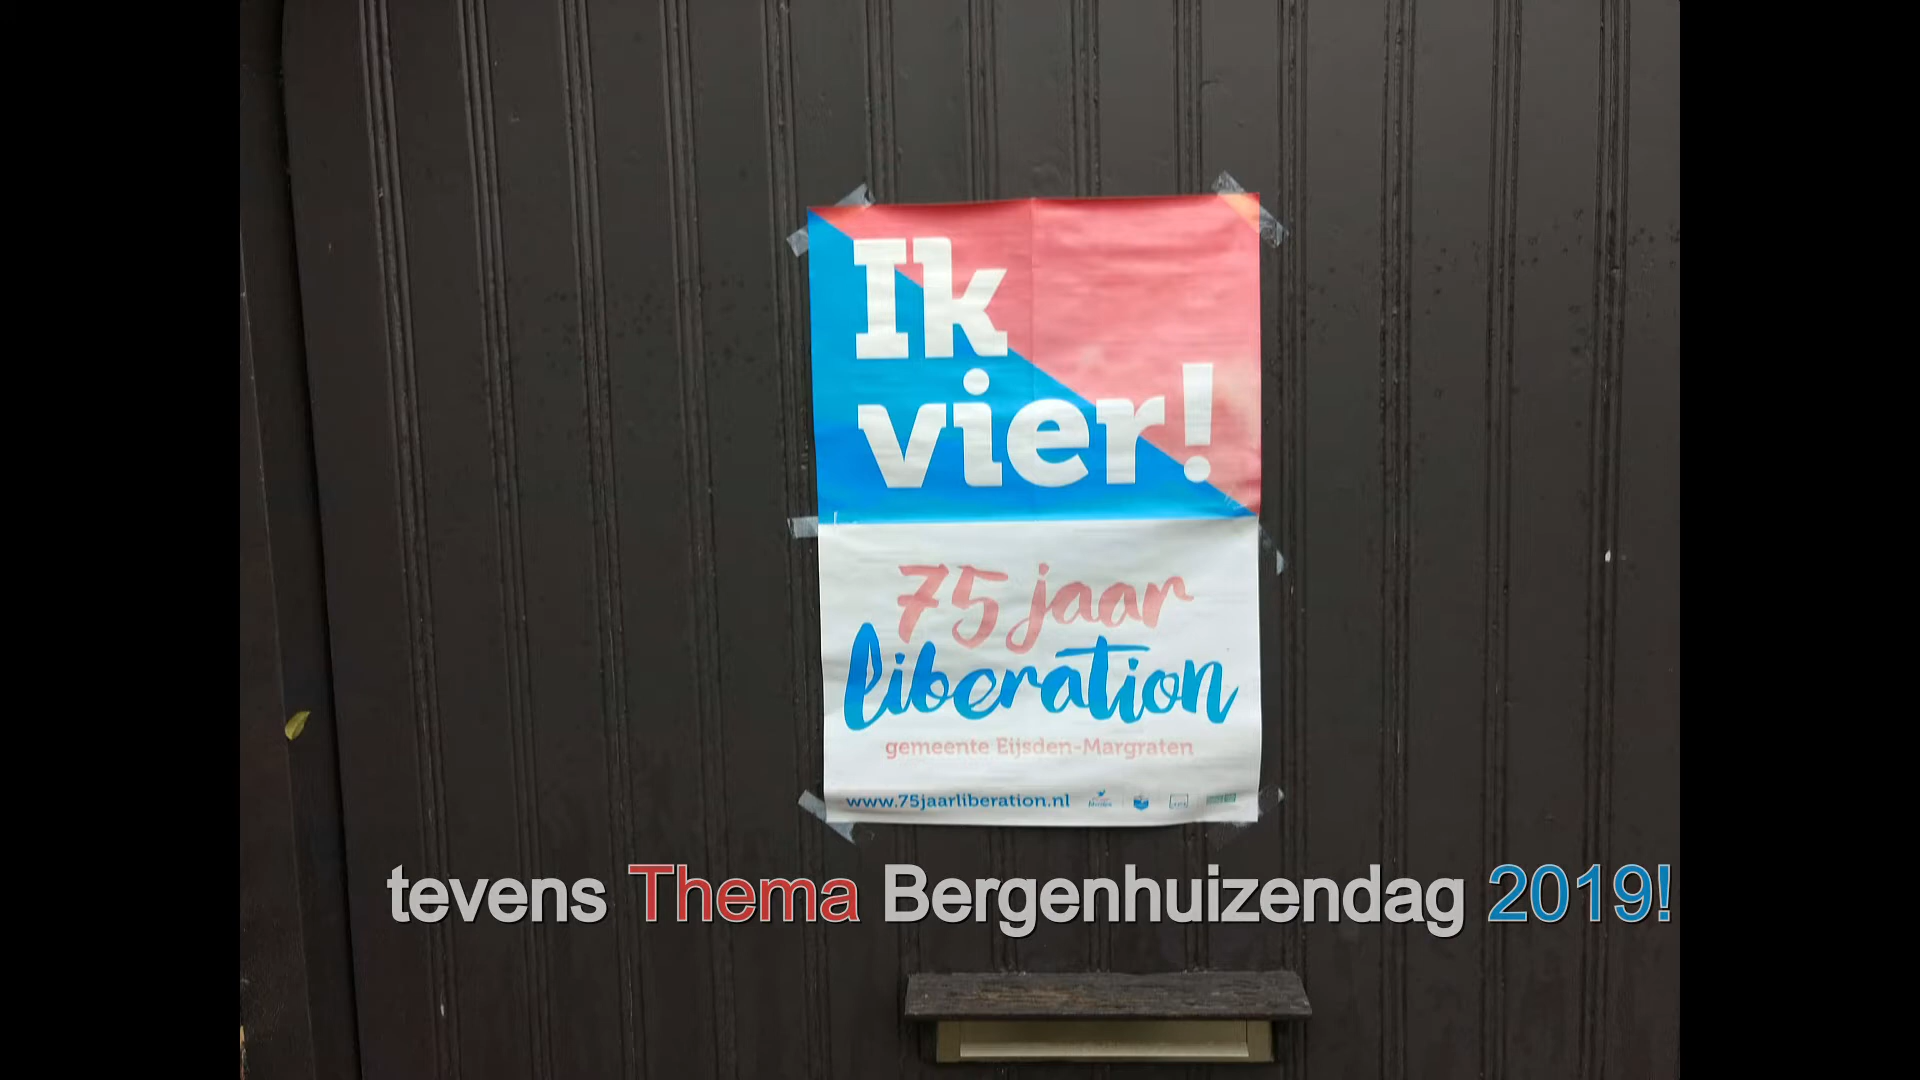 Ik
vier!
75 jaar
liberation
gemeente Eijsden-Margraten
www.75jaarliberation.nl
tevens Thema Bergenhuizendag 2019!